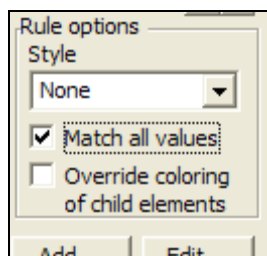 Rule options
Style
None
Match all values
Override coloring
of child elements
Add... Edit...